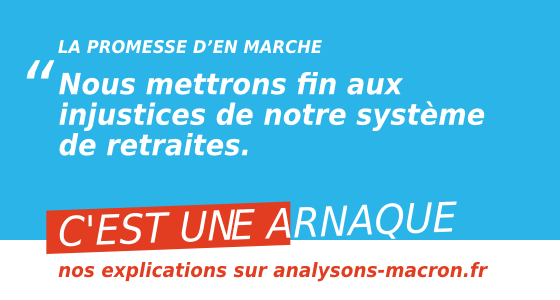 LA PROMESSE D’EN MARCHE
“Nous mettrons fin aux
injustices de notre système
de retraites.
C'EST UNE ARNAQUE
nos explications sur analysons-macron.fr